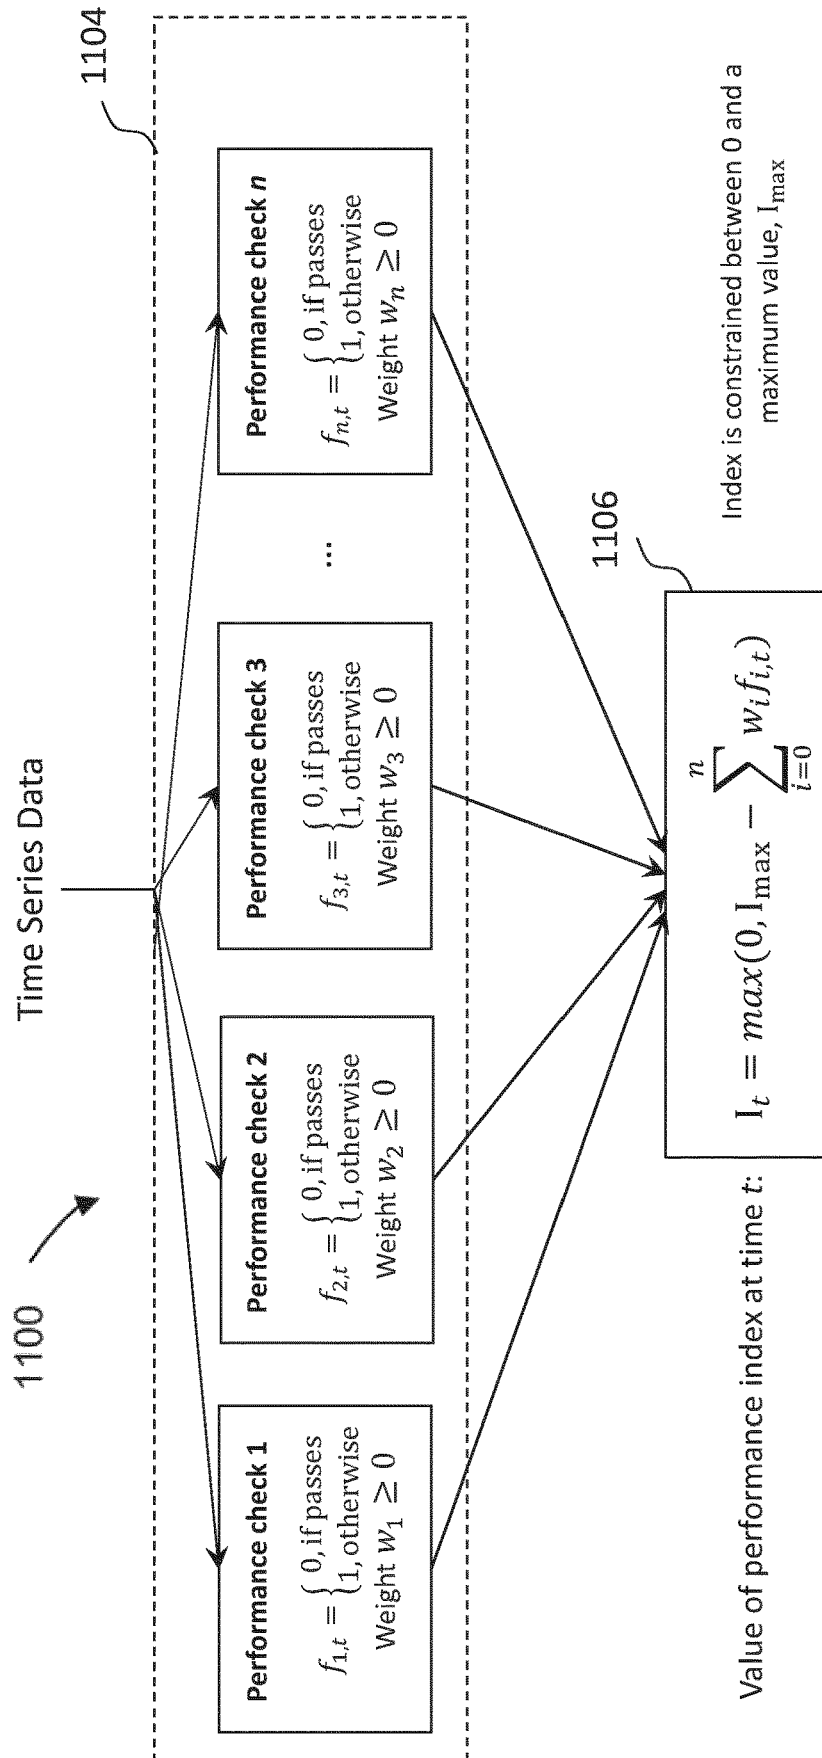 1100
Time Series Data
1104
Performance check 1
f_{1,t} = { 0, if passes
1, otherwise
Weight w_1 ≥ 0
Performance check 2
f_{2,t} = { 0, if passes
1, otherwise
Weight w_2 ≥ 0
Performance check 3
f_{3,t} = { 0, if passes
1, otherwise
Weight w_3 ≥ 0
...
Performance check n
f_{n,t} = { 0, if passes
1, otherwise
Weight w_n ≥ 0
1106
Value of performance index at time t:
I_t = max(0, I_max − ∑_{i=0}^{n} w_i f_{i,t})
Index is constrained between 0 and a
maximum value, I_max